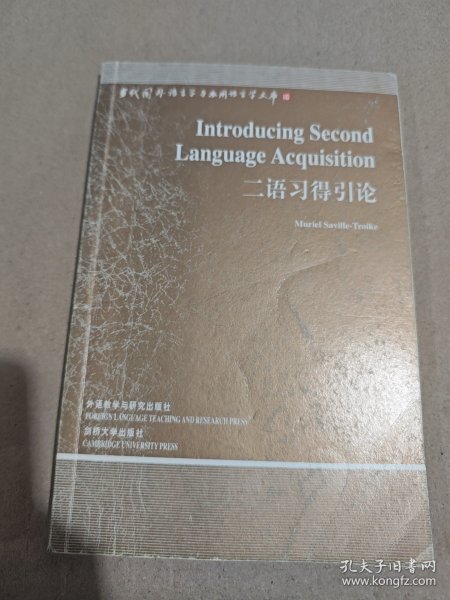 当代国外语言学与应用语言学文库
Introducing Second
Language Acquisition
二语习得引论
Muriel Saville-Troike
外语教学与研究出版社
FOREIGN LANGUAGE TEACHING AND RESEARCH PRESS
剑桥大学出版社
CAMBRIDGE UNIVERSITY PRESS
孔夫子旧书网
www.kongfz.com